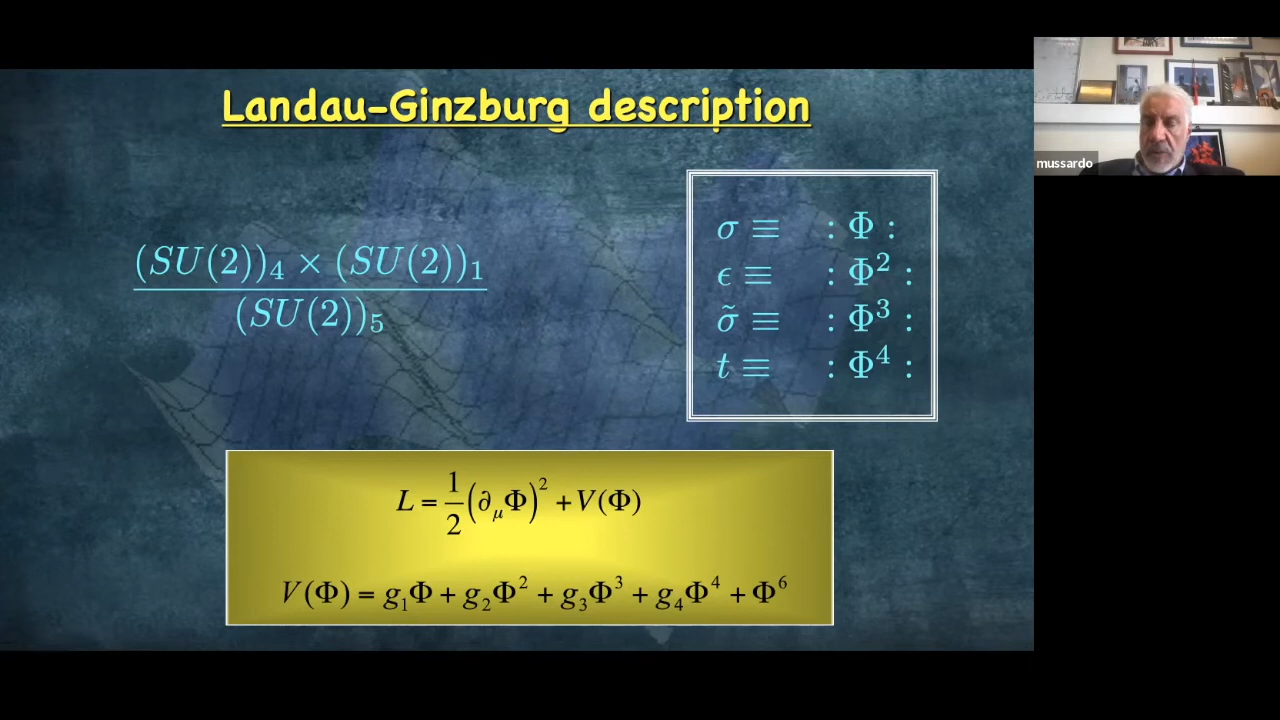 Landau-Ginzburg description
(SU(2))₄ × (SU(2))₁
(SU(2))₅
σ ≡ : Φ :
ϵ ≡ : Φ² :
σ̃ ≡ : Φ³ :
t ≡ : Φ⁴ :
L = 1/2 (∂_μ Φ)² + V(Φ)
V(Φ) = g₁Φ + g₂Φ² + g₃Φ³ + g₄Φ⁴ + Φ⁶
mussardo